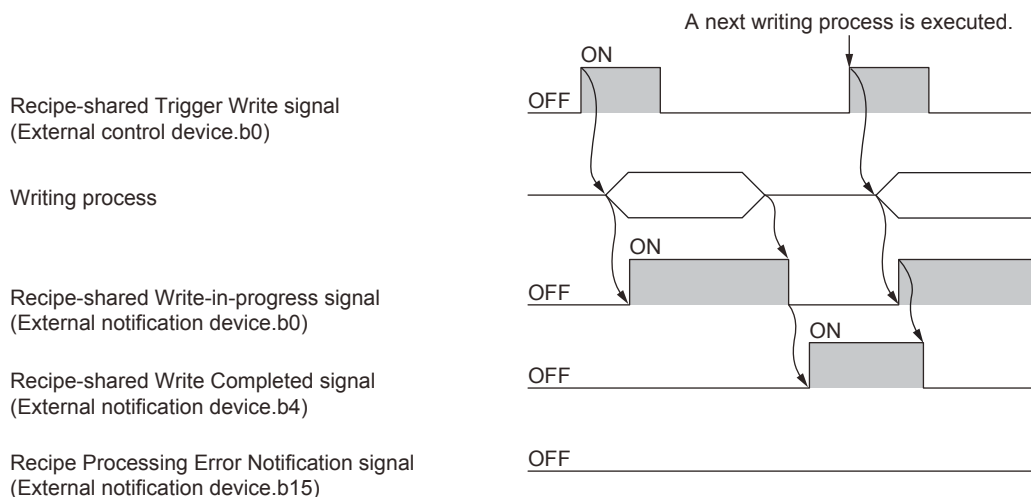 A next writing process is executed.
ON
OFF
Recipe-shared Trigger Write signal
(External control device.b0)
Writing process
ON
OFF
Recipe-shared Write-in-progress signal
(External notification device.b0)
ON
OFF
Recipe-shared Write Completed signal
(External notification device.b4)
OFF
Recipe Processing Error Notification signal
(External notification device.b15)